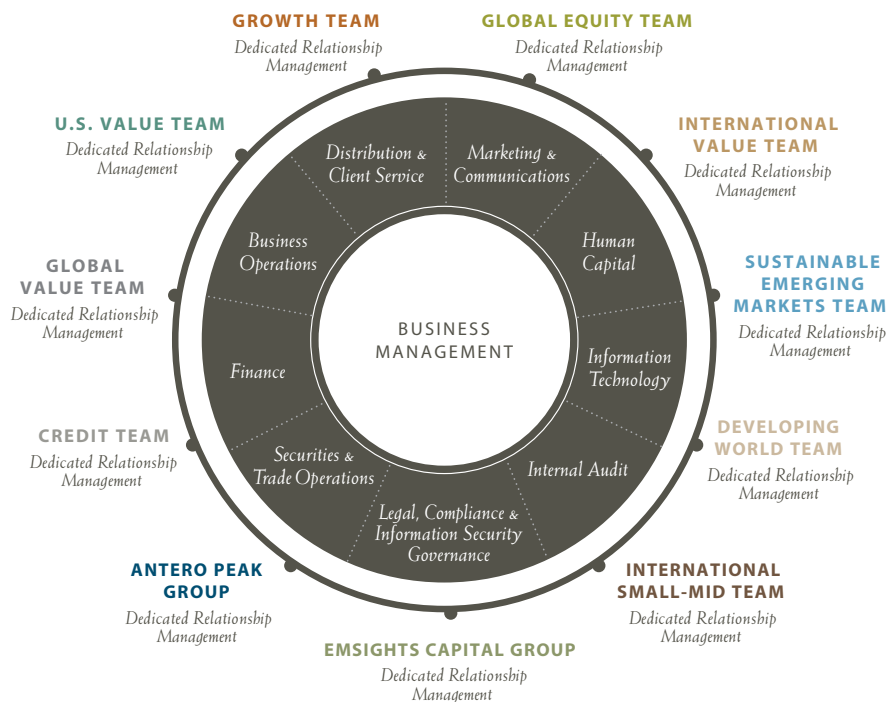 GROWTH TEAM
Dedicated Relationship
Management
GLOBAL EQUITY TEAM
Dedicated Relationship
Management
U.S. VALUE TEAM
Dedicated Relationship
Management
INTERNATIONAL
VALUE TEAM
Dedicated Relationship
Management
GLOBAL
VALUE TEAM
Dedicated Relationship
Management
SUSTAINABLE
EMERGING
MARKETS TEAM
Dedicated Relationship
Management
CREDIT TEAM
Dedicated Relationship
Management
DEVELOPING
WORLD TEAM
Dedicated Relationship
Management
ANTERO PEAK
GROUP
Dedicated Relationship
Management
INTERNATIONAL
SMALL-MID TEAM
Dedicated Relationship
Management
EMSIGHTS CAPITAL GROUP
Dedicated Relationship
Management
Distribution &
Client Service
Marketing &
Communications
Business
Operations
Human
Capital
Finance
Information
Technology
Securities &
Trade Operations
Internal Audit
Legal, Compliance &
Information Security
Governance
BUSINESS
MANAGEMENT